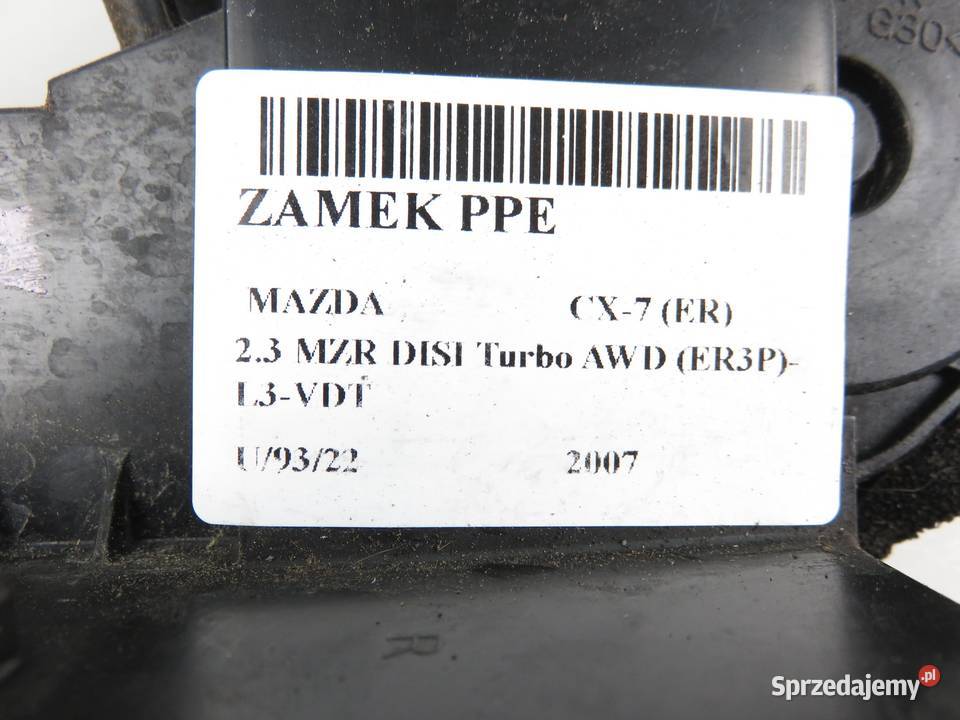 G30<
ZAMEK PPE
MAZDA CX-7 (ER)
2.3 MZR DISI Turbo AWD (ER3P)-
L3-VDT
U/93/22 2007
R
Sprzedajemy.pl